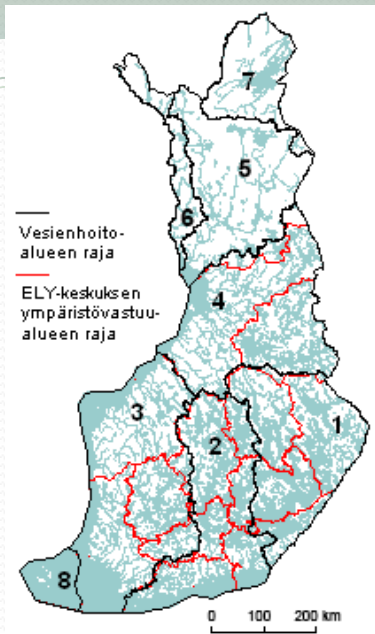 7
5
6
Vesienhoito-
alueen raja
ELY-keskuksen
ympäristövastuu-
alueen raja
4
3
1
2
8
0 100 200 km